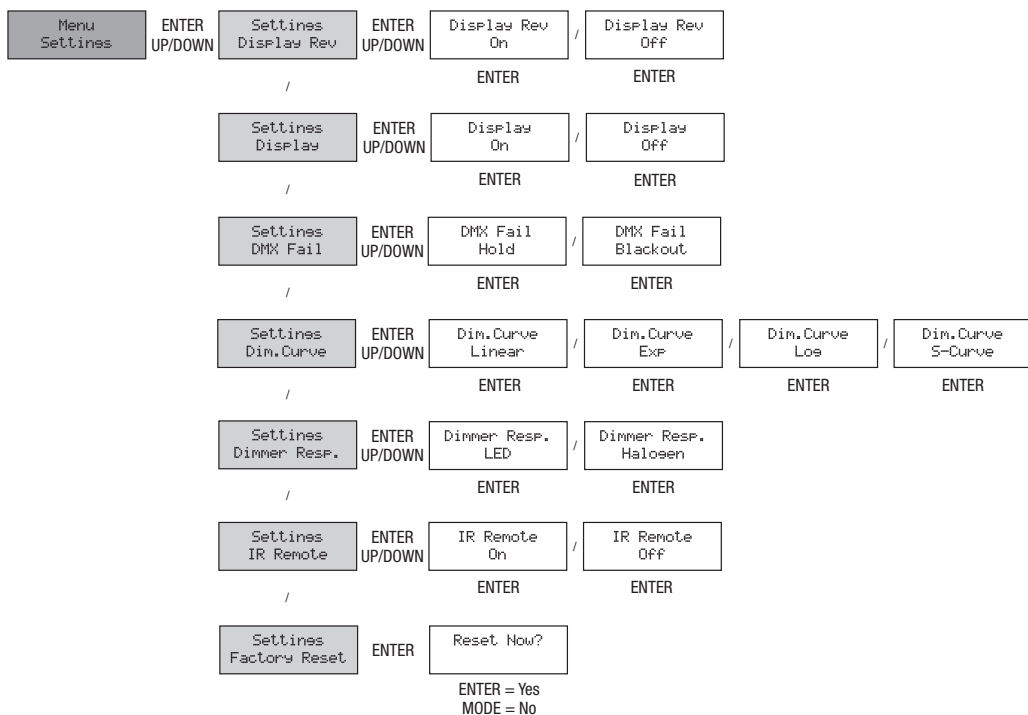 Menu
Settings
ENTER
UP/DOWN
Settings
Display Rev
ENTER
UP/DOWN
Display Rev
On
/
Display Rev
Off
ENTER
/
Settings
Display
ENTER
UP/DOWN
Display
On
/
Display
Off
ENTER
ENTER
/
Settings
DMX Fail
ENTER
UP/DOWN
DMX Fail
Hold
/
DMX Fail
Blackout
ENTER
ENTER
/
Settings
Dim.Curve
ENTER
UP/DOWN
Dim.Curve
Linear
/
Dim.Curve
Exp
/
Dim.Curve
Log
/
Dim.Curve
S-Curve
ENTER
ENTER
ENTER
ENTER
/
Settings
Dimmer Resp.
ENTER
UP/DOWN
Dimmer Resp.
LED
/
Dimmer Resp.
Halogen
ENTER
ENTER
/
Settings
IR Remote
ENTER
UP/DOWN
IR Remote
On
/
IR Remote
Off
ENTER
ENTER
/
Settings
Factory Reset
ENTER
Reset Now?
ENTER = Yes
MODE = No